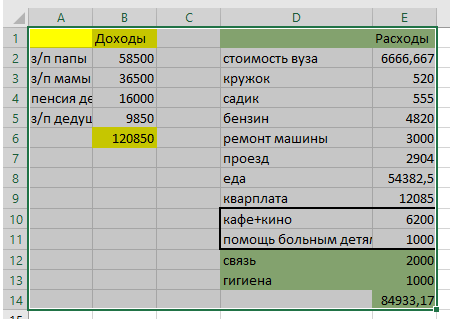 A B C D E
1 Доходы Расходы
2 з/п папы 58500 стоимость вуза 6666,667
3 з/п мамы 36500 кружок 520
4 пенсия де 16000 садик 555
5 з/п дедуш 9850 бензин 4820
6 120850 ремонт машины 3000
7 проезд 2904
8 еда 54382,5
9 кварплата 12085
10 кафе+кино 6200
11 помощь больным детям 1000
12 связь 2000
13 гигиена 1000
14 84933,17